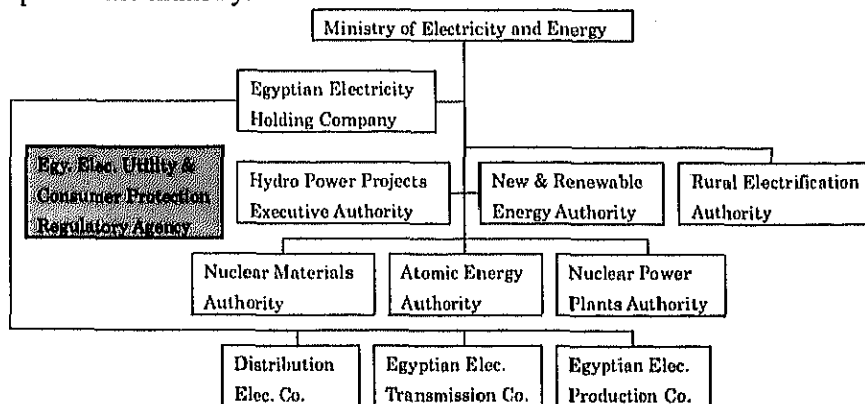 Ministry of Electricity and Energy
Egyptian Electricity
Holding Company
Egy. Elec. Utility &
Consumer Protection
Regulatory Agency
Hydro Power Projects
Executive Authority
New & Renewable
Energy Authority
Rural Electrification
Authority
Nuclear Materials
Authority
Atomic Energy
Authority
Nuclear Power
Plants Authority
Distribution
Elec. Co.
Egyptian Elec.
Transmission Co.
Egyptian Elec.
Production Co.